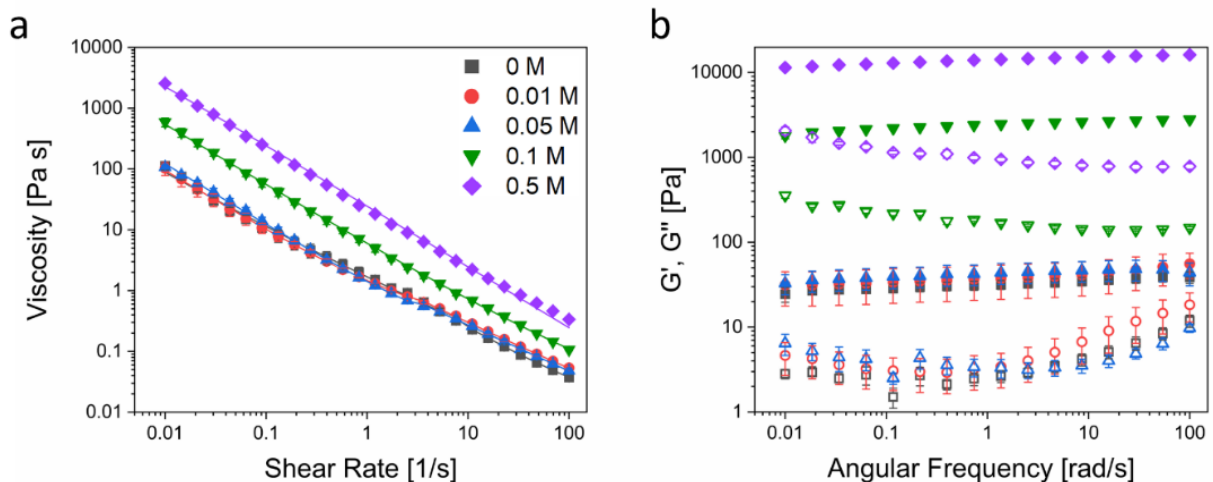 a
Viscosity [Pa s]
10000
1000
100
10
1
0.1
0.01
0 M
0.01 M
0.05 M
0.1 M
0.5 M
0.01
0.1
1
10
100
Shear Rate [1/s]
b
G', G'' [Pa]
10000
1000
100
10
1
0.01
0.1
1
10
100
Angular Frequency [rad/s]